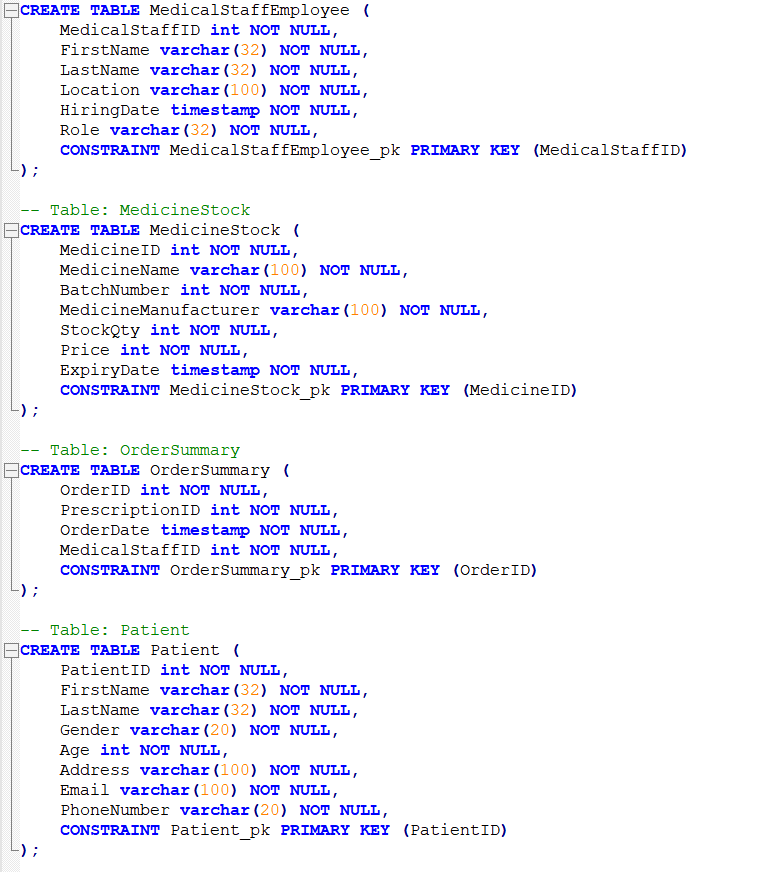 CREATE TABLE MedicalStaffEmployee (
    MedicalStaffID int NOT NULL,
    FirstName varchar(32) NOT NULL,
    LastName varchar(32) NOT NULL,
    Location varchar(100) NOT NULL,
    HiringDate timestamp NOT NULL,
    Role varchar(32) NOT NULL,
    CONSTRAINT MedicalStaffEmployee_pk PRIMARY KEY (MedicalStaffID)
);

-- Table: MedicineStock
CREATE TABLE MedicineStock (
    MedicineID int NOT NULL,
    MedicineName varchar(100) NOT NULL,
    BatchNumber int NOT NULL,
    MedicineManufacturer varchar(100) NOT NULL,
    StockQty int NOT NULL,
    Price int NOT NULL,
    ExpiryDate timestamp NOT NULL,
    CONSTRAINT MedicineStock_pk PRIMARY KEY (MedicineID)
);

-- Table: OrderSummary
CREATE TABLE OrderSummary (
    OrderID int NOT NULL,
    PrescriptionID int NOT NULL,
    OrderDate timestamp NOT NULL,
    MedicalStaffID int NOT NULL,
    CONSTRAINT OrderSummary_pk PRIMARY KEY (OrderID)
);

-- Table: Patient
CREATE TABLE Patient (
    PatientID int NOT NULL,
    FirstName varchar(32) NOT NULL,
    LastName varchar(32) NOT NULL,
    Gender varchar(20) NOT NULL,
    Age int NOT NULL,
    Address varchar(100) NOT NULL,
    Email varchar(100) NOT NULL,
    PhoneNumber varchar(20) NOT NULL,
    CONSTRAINT Patient_pk PRIMARY KEY (PatientID)
);